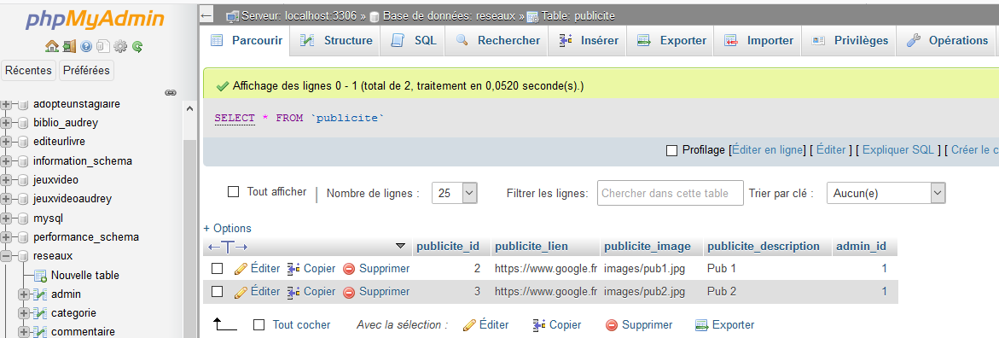 phpMyAdmin
Récentes Préférées
adopteunstagiaire
biblio_audrey
editeurlivre
information_schema
jeuxvideo
jeuxvideoaudrey
mysql
performance_schema
reseaux
Nouvelle table
admin
categorie
commentaire
Serveur: localhost:3306 » Base de données: reseaux » Table: publicite
Parcourir Structure SQL Rechercher Insérer Exporter Importer Privilèges Opérations
Affichage des lignes 0 - 1 (total de 2, traitement en 0,0520 seconde(s).)
SELECT * FROM `publicite`
Profilage [Éditer en ligne] [ Éditer ] [ Expliquer SQL ] [ Créer le c
Tout afficher Nombre de lignes : 25 Filtrer les lignes: Chercher dans cette table Trier par clé : Aucun(e)
+ Options
publicite_id publicite_lien publicite_image publicite_description admin_id
Éditer Copier Supprimer 2 https://www.google.fr images/pub1.jpg Pub 1 1
Éditer Copier Supprimer 3 https://www.google.fr images/pub2.jpg Pub 2 1
Tout cocher Avec la sélection : Éditer Copier Supprimer Exporter